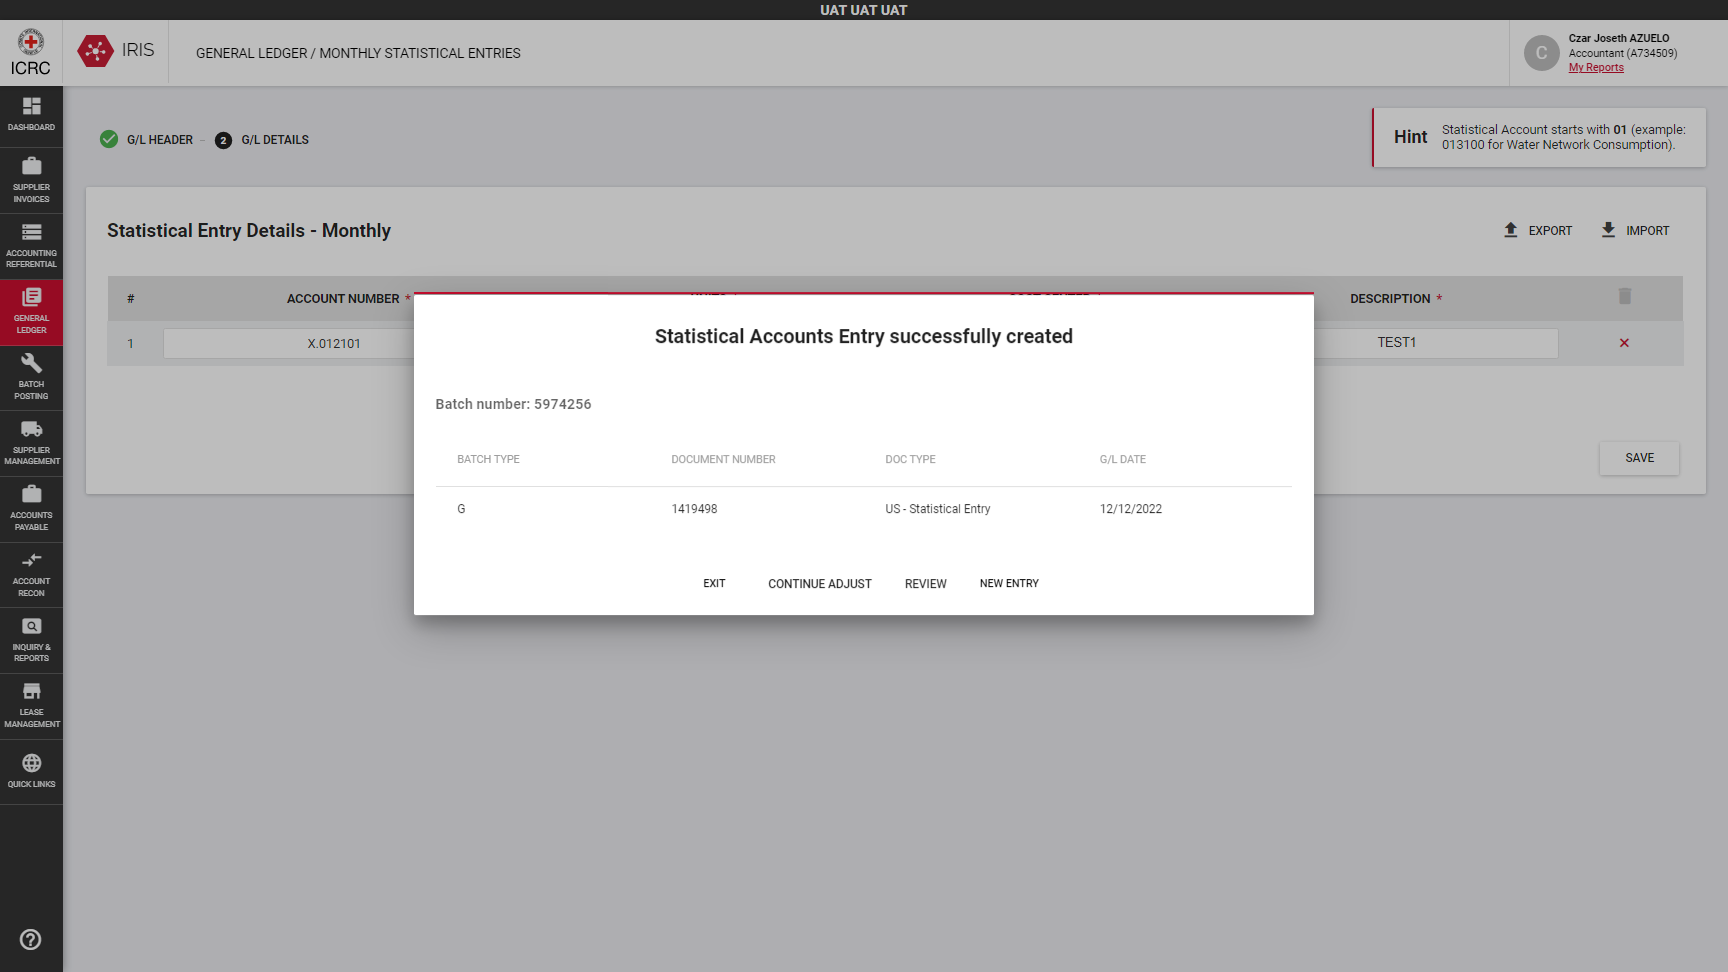 UAT UAT UAT
ICRC
IRIS
GENERAL LEDGER / MONTHLY STATISTICAL ENTRIES
C
Czar Joseth AZUELO
Accountant (A734509)
My Reports
DASHBOARD
SUPPLIER
INVOICES
ACCOUNTING
REFERENTIAL
GENERAL
LEDGER
BATCH
POSTING
SUPPLIER
MANAGEMENT
ACCOUNTS
PAYABLE
ACCOUNT
RECON
INQUIRY &
REPORTS
LEASE
MANAGEMENT
QUICK LINKS
G/L HEADER
2 G/L DETAILS
Hint
Statistical Account starts with 01 (example:
013100 for Water Network Consumption).
Statistical Entry Details - Monthly
EXPORT
IMPORT
# ACCOUNT NUMBER * DESCRIPTION *
1 X.012101 TEST1
SAVE
Statistical Accounts Entry successfully created
Batch number: 5974256
BATCH TYPE DOCUMENT NUMBER DOC TYPE G/L DATE
G 1419498 US - Statistical Entry 12/12/2022
EXIT CONTINUE ADJUST REVIEW NEW ENTRY